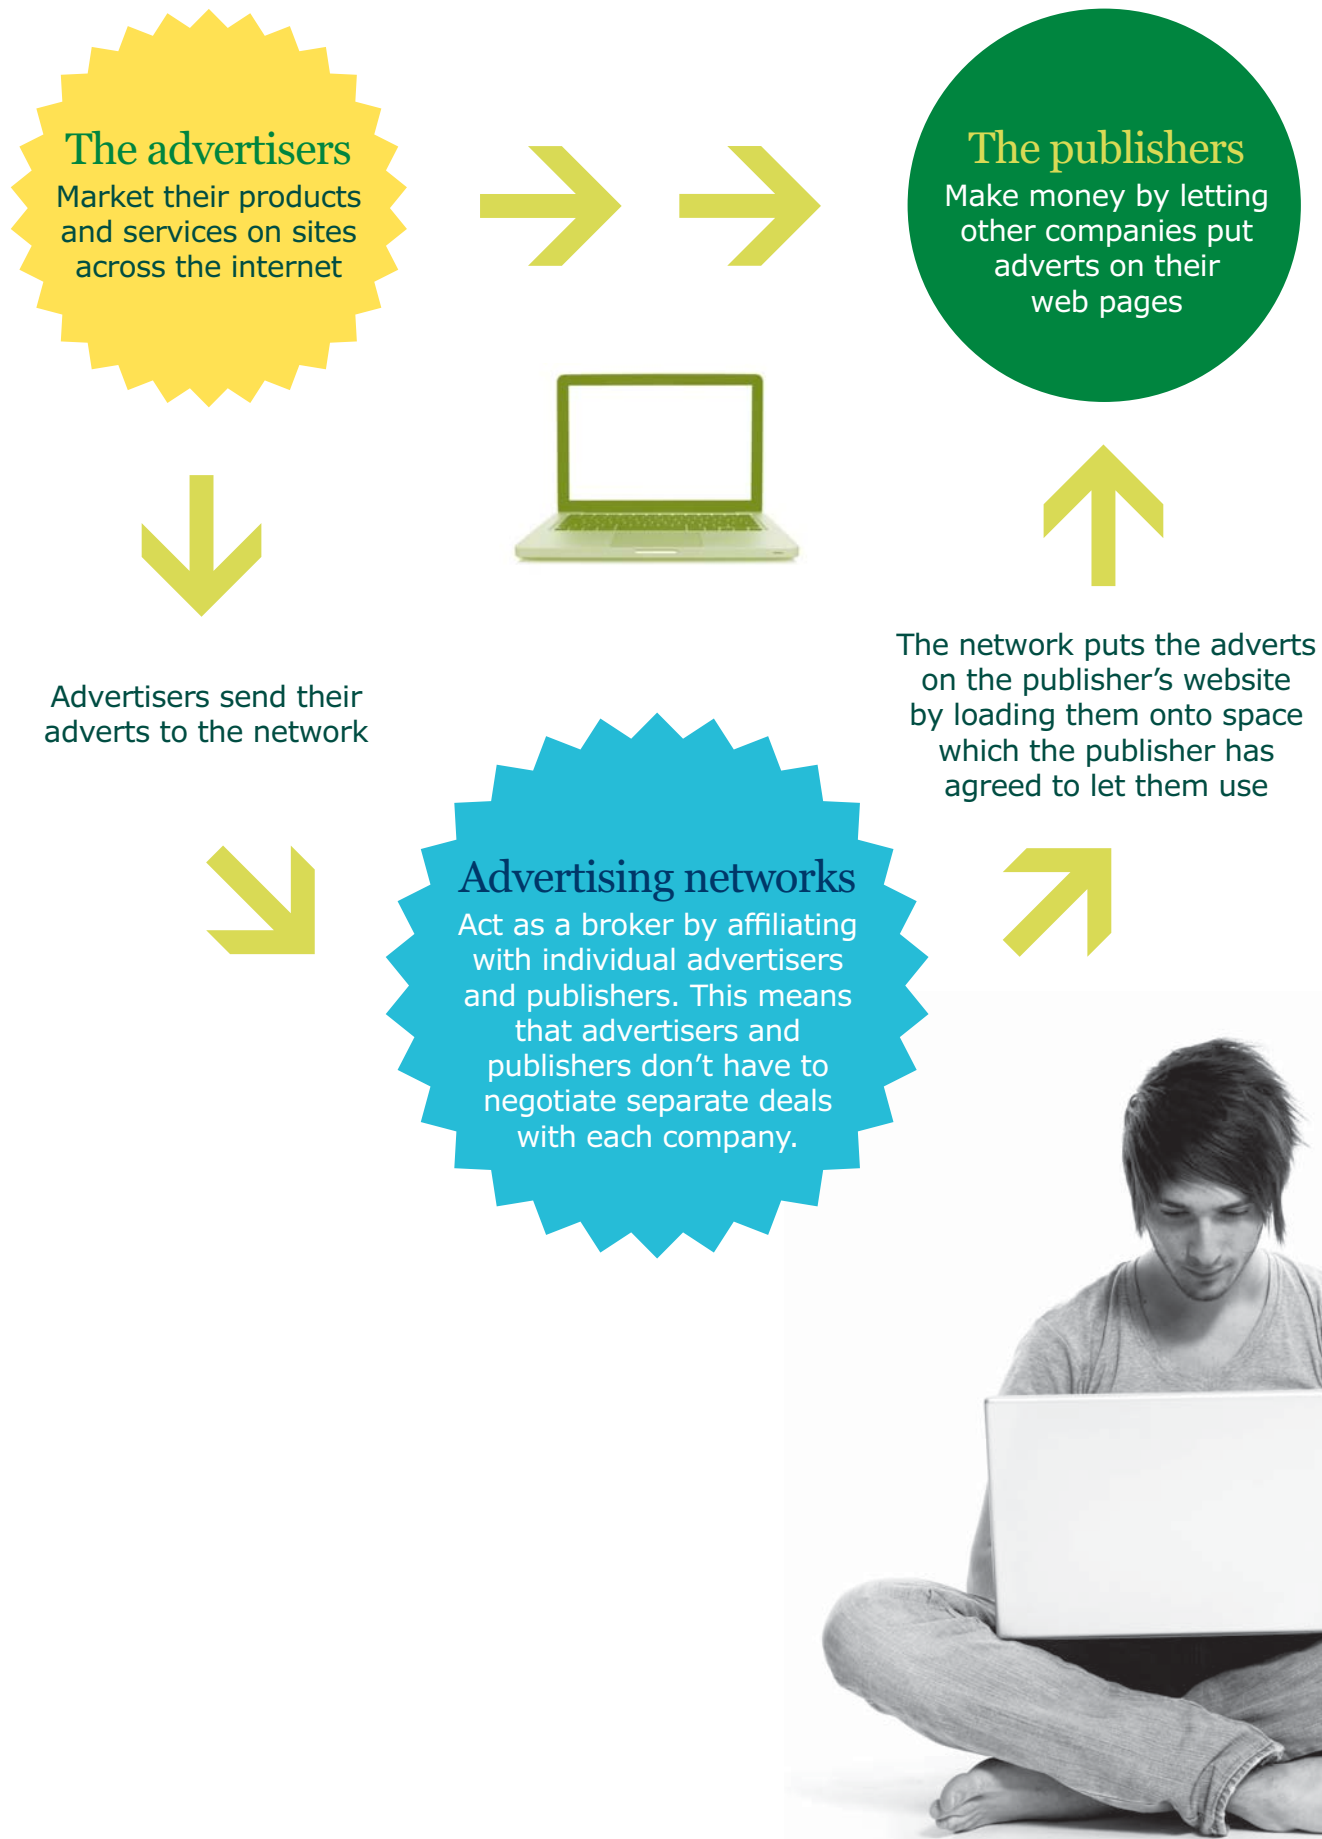 The advertisers
Market their products
and services on sites
across the internet
The publishers
Make money by letting
other companies put
adverts on their
web pages
Advertisers send their
adverts to the network
The network puts the adverts
on the publisher’s website
by loading them onto space
which the publisher has
agreed to let them use
Advertising networks
Act as a broker by affiliating
with individual advertisers
and publishers. This means
that advertisers and
publishers don’t have to
negotiate separate deals
with each company.